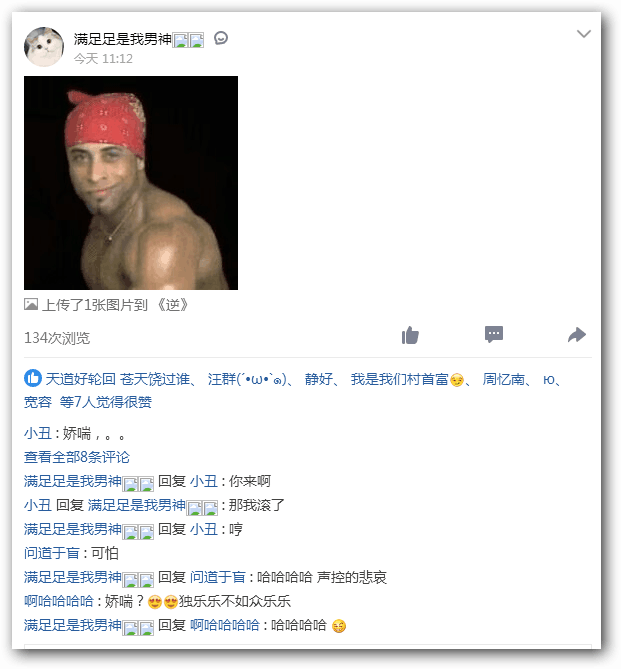 满足足是我男神
今天 11:12
上传了1张图片到 《逆》
134次浏览
天道好轮回 苍天饶过谁、 汪群(´•ω•`๑)、 静好、 我是我们村首富😏、 周忆南、 ю、
宽容 等7人觉得很赞
小丑 : 娇喘 , 。。
查看全部8条评论
满足足是我男神 回复 小丑 : 你来啊
小丑 回复 满足足是我男神 : 那我滚了
满足足是我男神 回复 小丑 : 哼
问道于盲 : 可怕
满足足是我男神 回复 问道于盲 : 哈哈哈哈 声控的悲哀
啊哈哈哈哈 : 娇喘 ? 😍😍独乐乐不如众乐乐
满足足是我男神 回复 啊哈哈哈哈 : 哈哈哈哈 😜